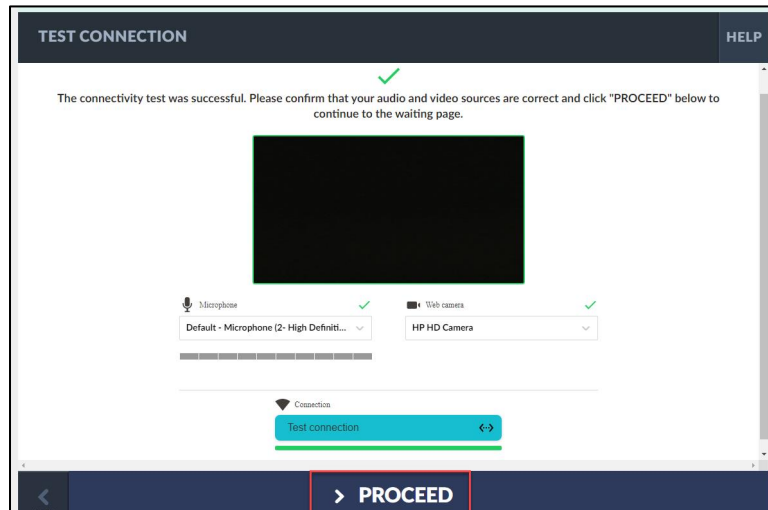 TEST CONNECTION
HELP
The connectivity test was successful. Please confirm that your audio and video sources are correct and click "PROCEED" below to
continue to the waiting page.
Microphone
Web camera
Default - Microphone (2- High Definiti...
HP HD Camera
Connection
Test connection
PROCEED